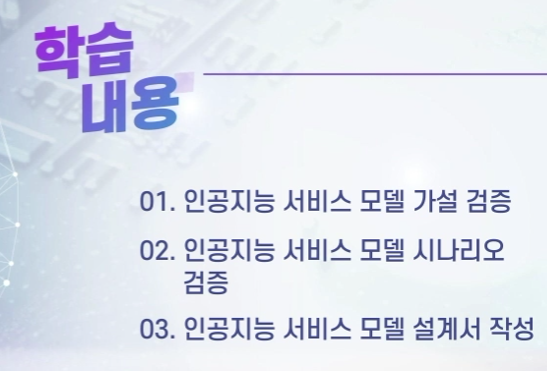 학습
내용
01. 인공지능 서비스 모델 가설 검증
02. 인공지능 서비스 모델 시나리오
검증
03. 인공지능 서비스 모델 설계서 작성